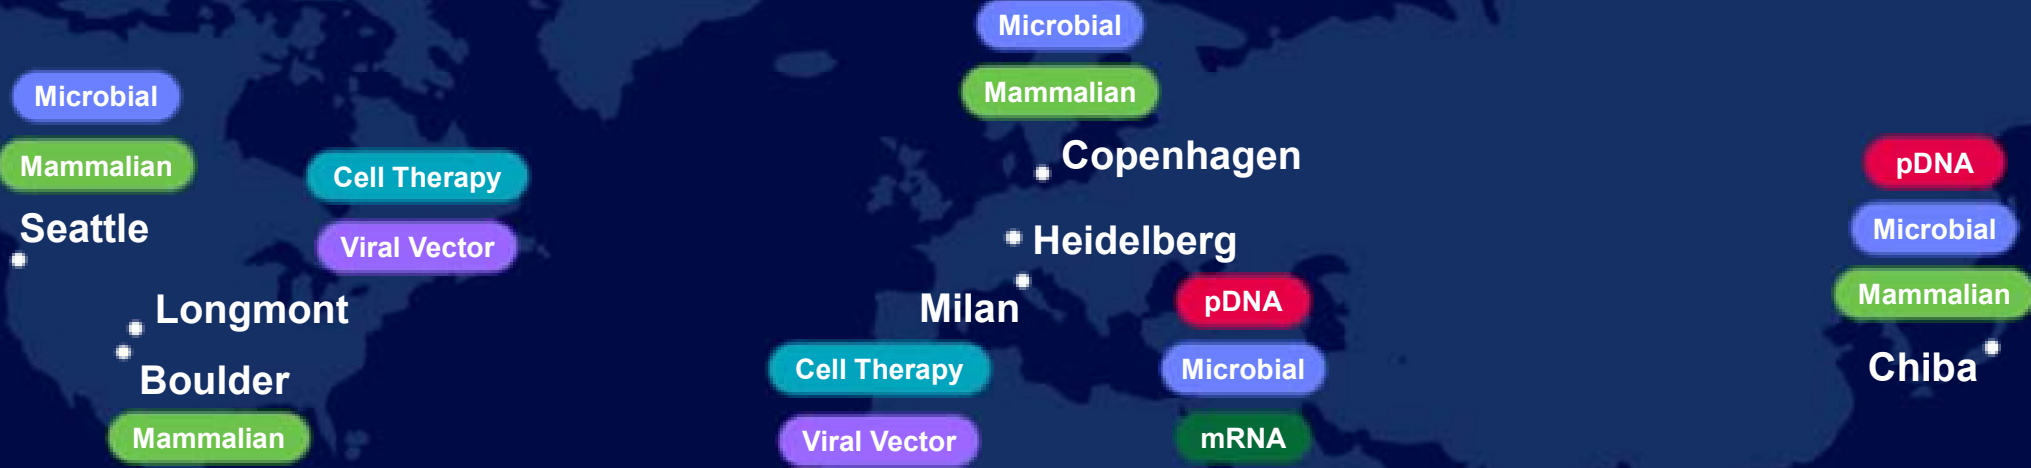 Microbial
Mammalian
Seattle
Cell Therapy
Viral Vector
Longmont
Boulder
Mammalian
Microbial
Mammalian
Copenhagen
Heidelberg
pDNA
Microbial
mRNA
Milan
Cell Therapy
Viral Vector
pDNA
Microbial
Mammalian
Chiba